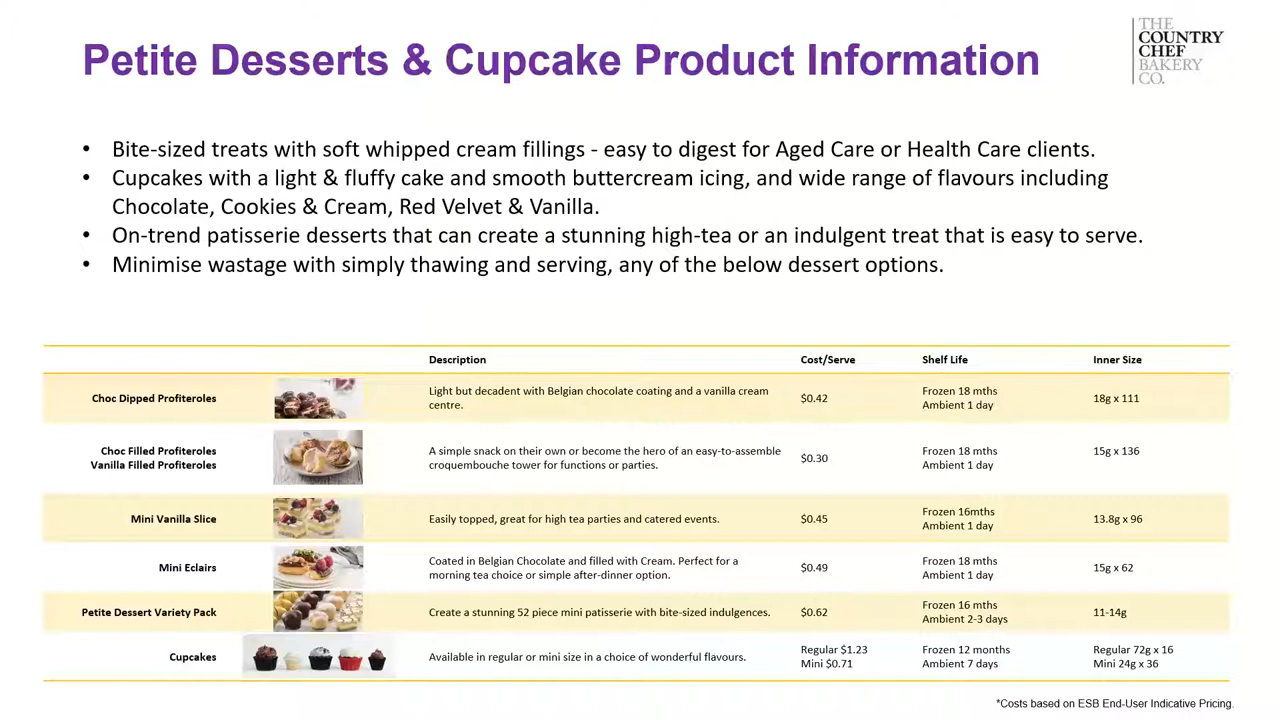 THE
COUNTRY
CHEF
BAKERY
CO.
Petite Desserts & Cupcake Product Information
• Bite-sized treats with soft whipped cream fillings - easy to digest for Aged Care or Health Care clients.
• Cupcakes with a light & fluffy cake and smooth buttercream icing, and wide range of flavours including
Chocolate, Cookies & Cream, Red Velvet & Vanilla.
• On-trend patisserie desserts that can create a stunning high-tea or an indulgent treat that is easy to serve.
• Minimise wastage with simply thawing and serving, any of the below dessert options.
Description Cost/Serve Shelf Life Inner Size
Choc Dipped Profiteroles
Light but decadent with Belgian chocolate coating and a vanilla cream
centre.
$0.42
Frozen 18 mths
Ambient 1 day
18g x 111
Choc Filled Profiteroles
Vanilla Filled Profiteroles
A simple snack on their own or become the hero of an easy-to-assemble
croquembouche tower for functions or parties.
$0.30
Frozen 18 mths
Ambient 1 day
15g x 136
Mini Vanilla Slice
Easily topped, great for high tea parties and catered events.
$0.45
Frozen 16mths
Ambient 1 day
13.8g x 96
Mini Eclairs
Coated in Belgian Chocolate and filled with Cream. Perfect for a
morning tea choice or simple after-dinner option.
$0.49
Frozen 18 mths
Ambient 1 day
15g x 62
Petite Dessert Variety Pack
Create a stunning 52 piece mini patisserie with bite-sized indulgences.
$0.62
Frozen 16 mths
Ambient 2-3 days
11-14g
Cupcakes
Available in regular or mini size in a choice of wonderful flavours.
Regular $1.23
Mini $0.71
Frozen 12 months
Ambient 7 days
Regular 72g x 16
Mini 24g x 36
*Costs based on ESB End-User Indicative Pricing.